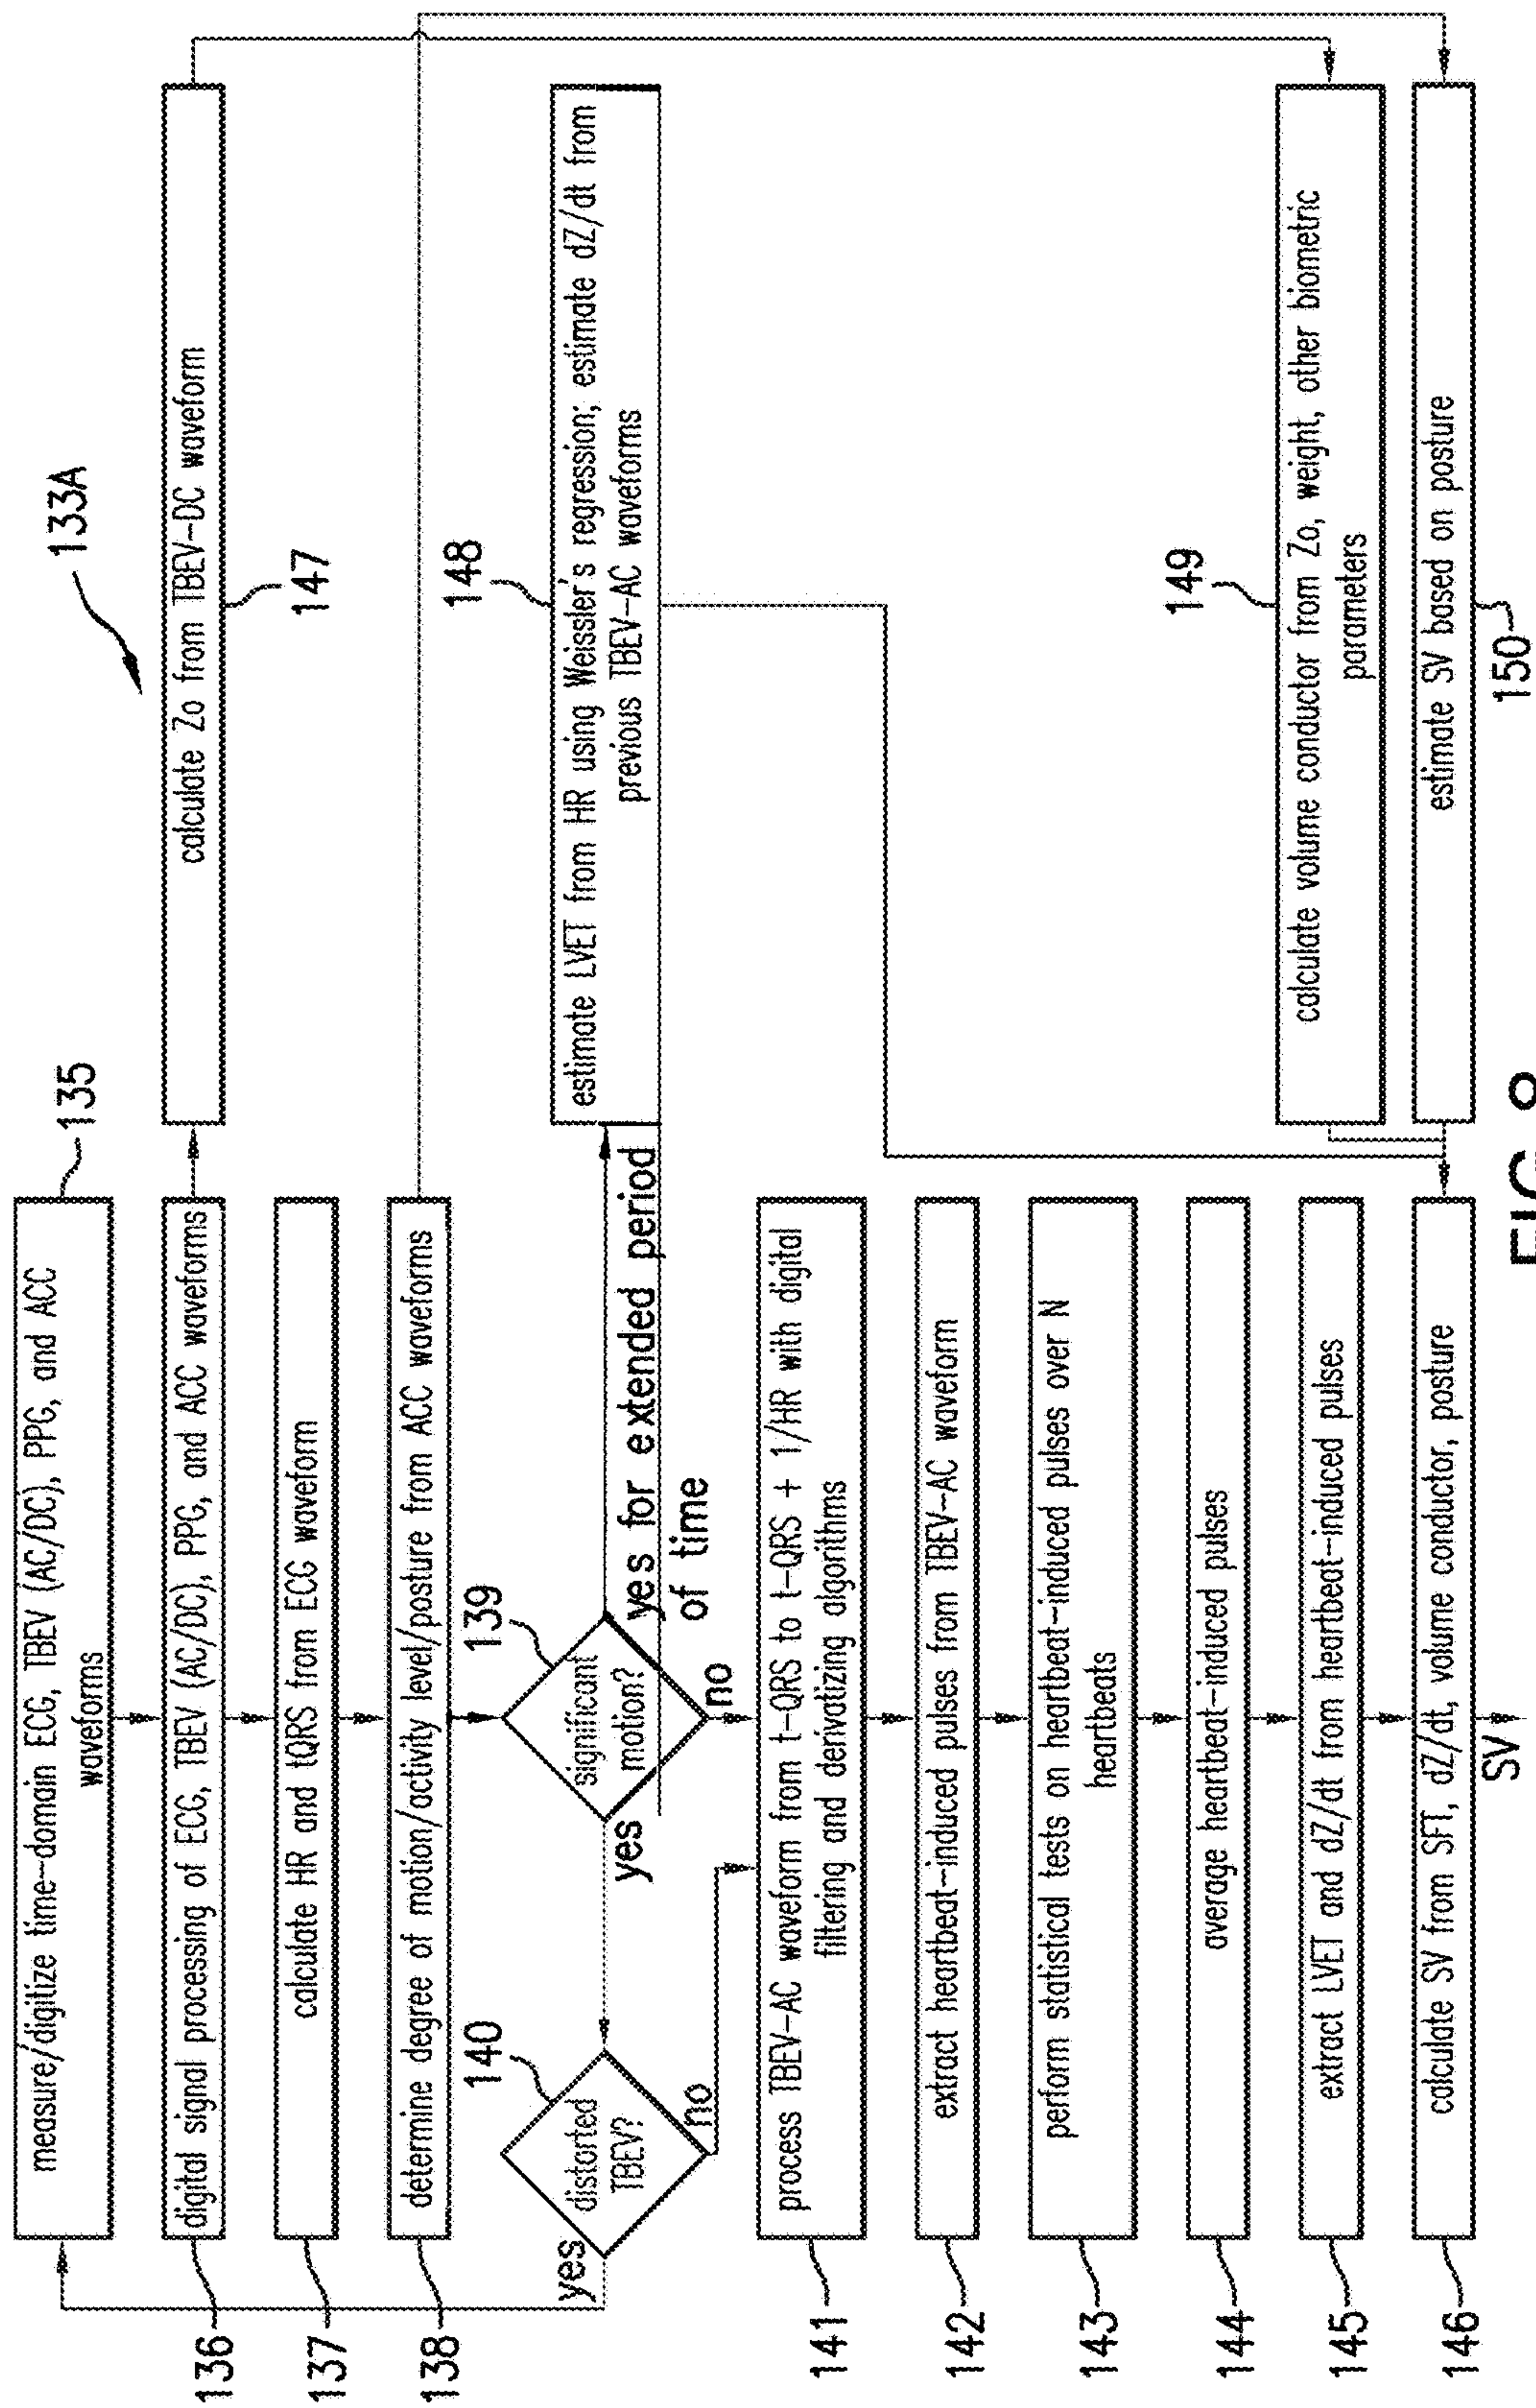 133A
measure/digitize time-domain ECG, TBEV (AC/DC), PPG, and ACC
waveforms
135
digital signal processing of ECG, TBEV (AC/DC), PPG, and ACC waveforms
136
calculate Zo from TBEV-DC waveform
147
calculate HR and tQRS from ECG waveform
137
determine degree of motion/activity level/posture from ACC waveforms
138
significant
motion?
139
yes
no
yes for extended period
of time
distorted
TBEV?
140
yes
no
estimate LVET from HR using Weissler's regression; estimate dZ/dt from
previous TBEV-AC waveforms
148
process TBEV-AC waveform from t-QRS to t-QRS + 1/HR with digital
filtering and derivatizing algorithms
141
extract heartbeat-induced pulses from TBEV-AC waveform
142
perform statistical tests on heartbeat-induced pulses over N
heartbeats
143
average heartbeat-induced pulses
144
extract LVET and dZ/dt from heartbeat-induced pulses
145
calculate volume conductor from Zo, weight, other biometric
parameters
149
calculate SV from SFT, dZ/dt, volume conductor, posture
146
estimate SV based on posture
150
SV